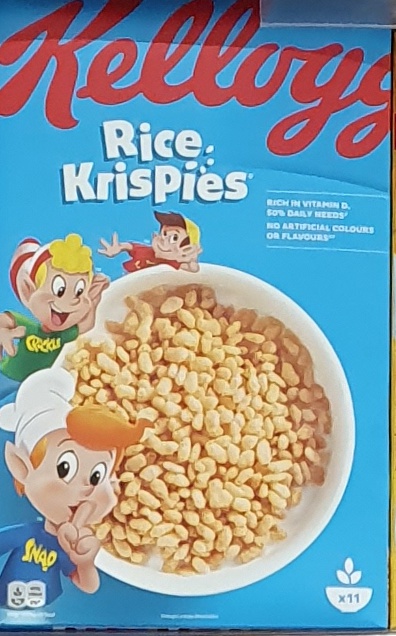 Kellogg
Rice
Krispies
RICH IN VITAMIN D,
50% DAILY NEEDS*
NO ARTIFICIAL COLOURS
OR FLAVOURS**
CRACKLE
SNAP
x11